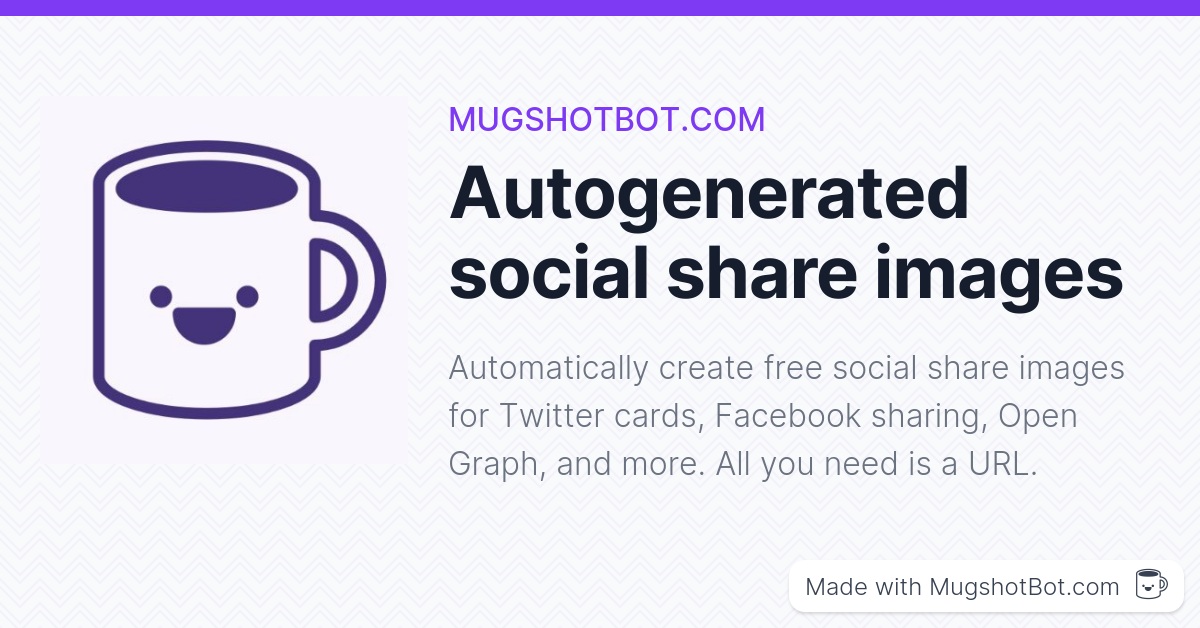 MUGSHOTBOT.COM
Autogenerated
social share images
Automatically create free social share images
for Twitter cards, Facebook sharing, Open
Graph, and more. All you need is a URL.
Made with MugshotBot.com